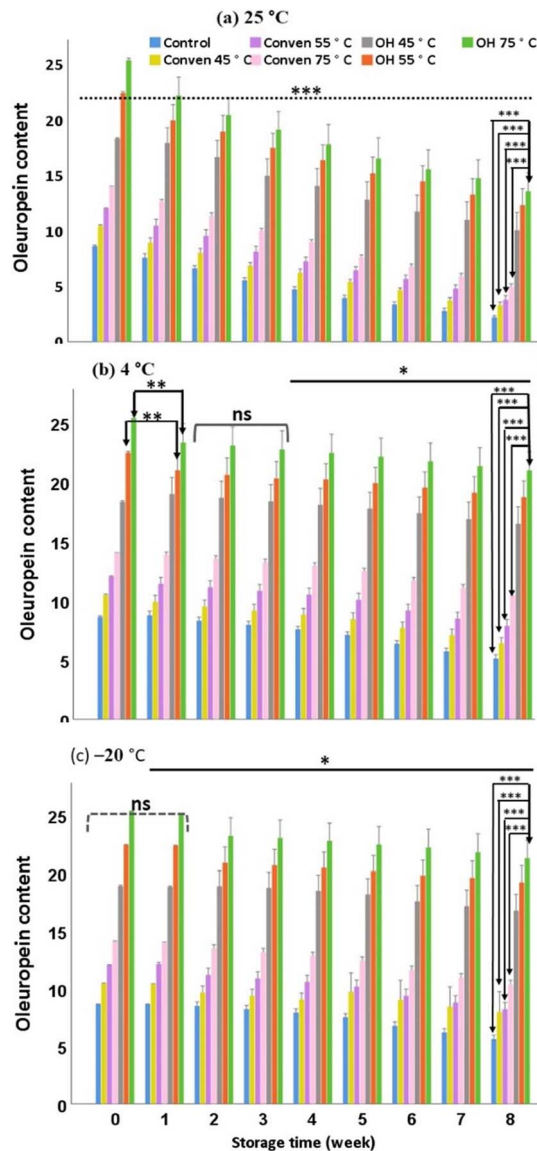 (a) 25 °C
Control
Conven 55 ° C
OH 45 ° C
OH 75 ° C
Conven 45 ° C
Conven 75 ° C
OH 55 ° C
Oleuropein content
25
20
15
10
5
0
***
***
***
***
***
(b) 4 °C
Oleuropein content
25
20
15
10
5
0
**
**
ns
*
***
***
***
***
(c) −20 °C
Oleuropein content
25
20
15
10
5
0
ns
*
***
***
***
***
0 1 2 3 4 5 6 7 8
Storage time (week)